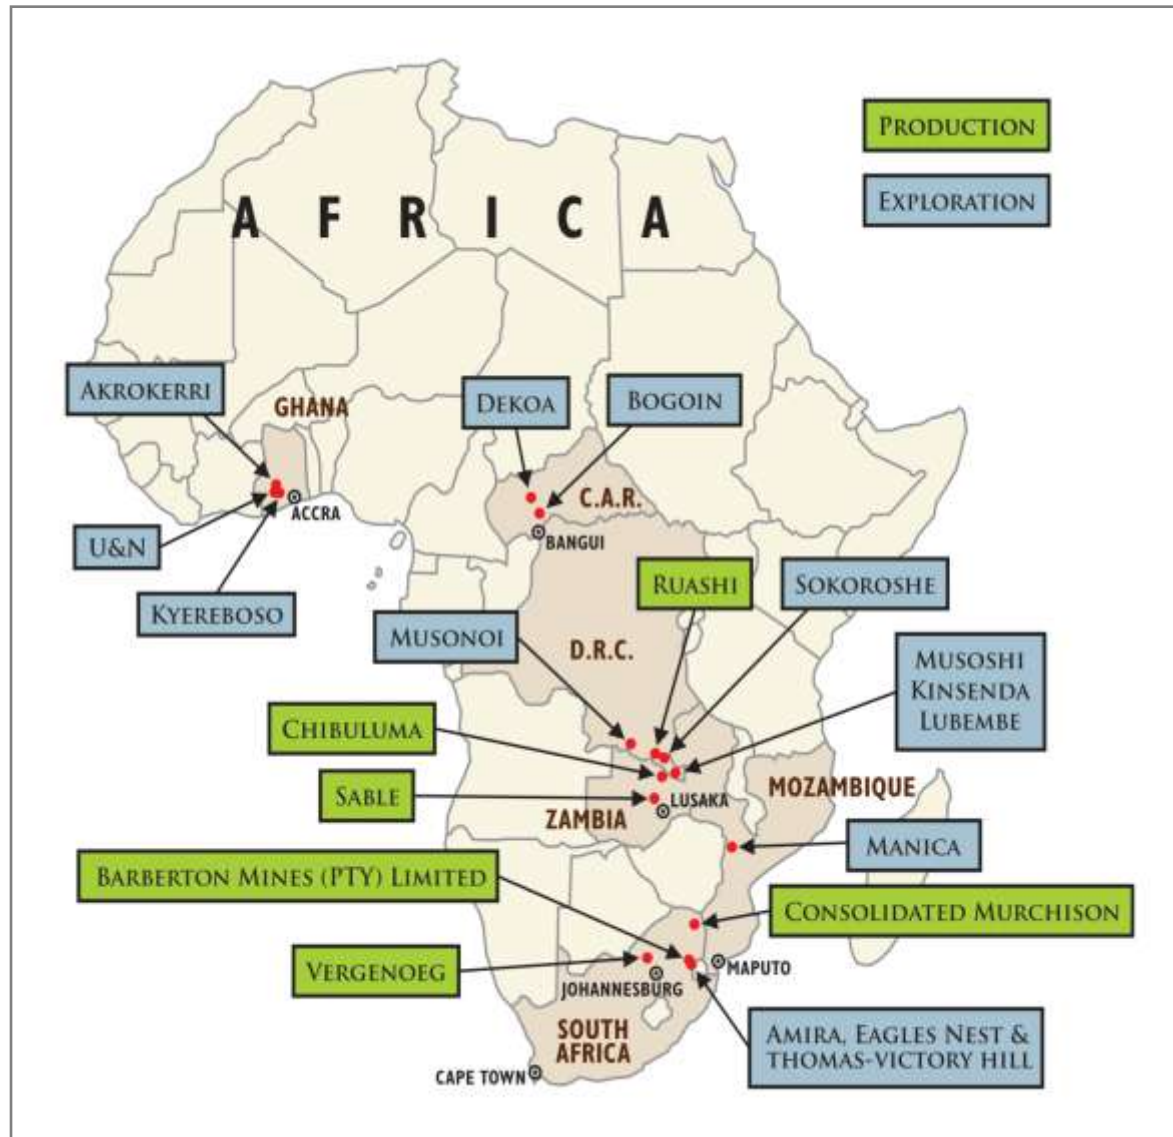 PRODUCTION
EXPLORATION
AFRICA
AKROKERRI
GHANA
DEKOA
BOGOIN
C.A.R.
ACCRA
BANGUI
U&N
KYEREBOSO
RUASHI
SOKOROSHE
MUSONOI
D.R.C.
MUSOSHI
KINSENDA
LUBEMBE
CHIBULUMA
SABLE
LUSAKA
ZAMBIA
MOZAMBIQUE
MANICA
BARBERTON MINES (PTY) LIMITED
CONSOLIDATED MURCHISON
VERGENOEG
MAPUTO
JOHANNESBURG
SOUTH
AFRICA
AMIRA, EAGLES NEST &
THOMAS-VICTORY HILL
CAPE TOWN